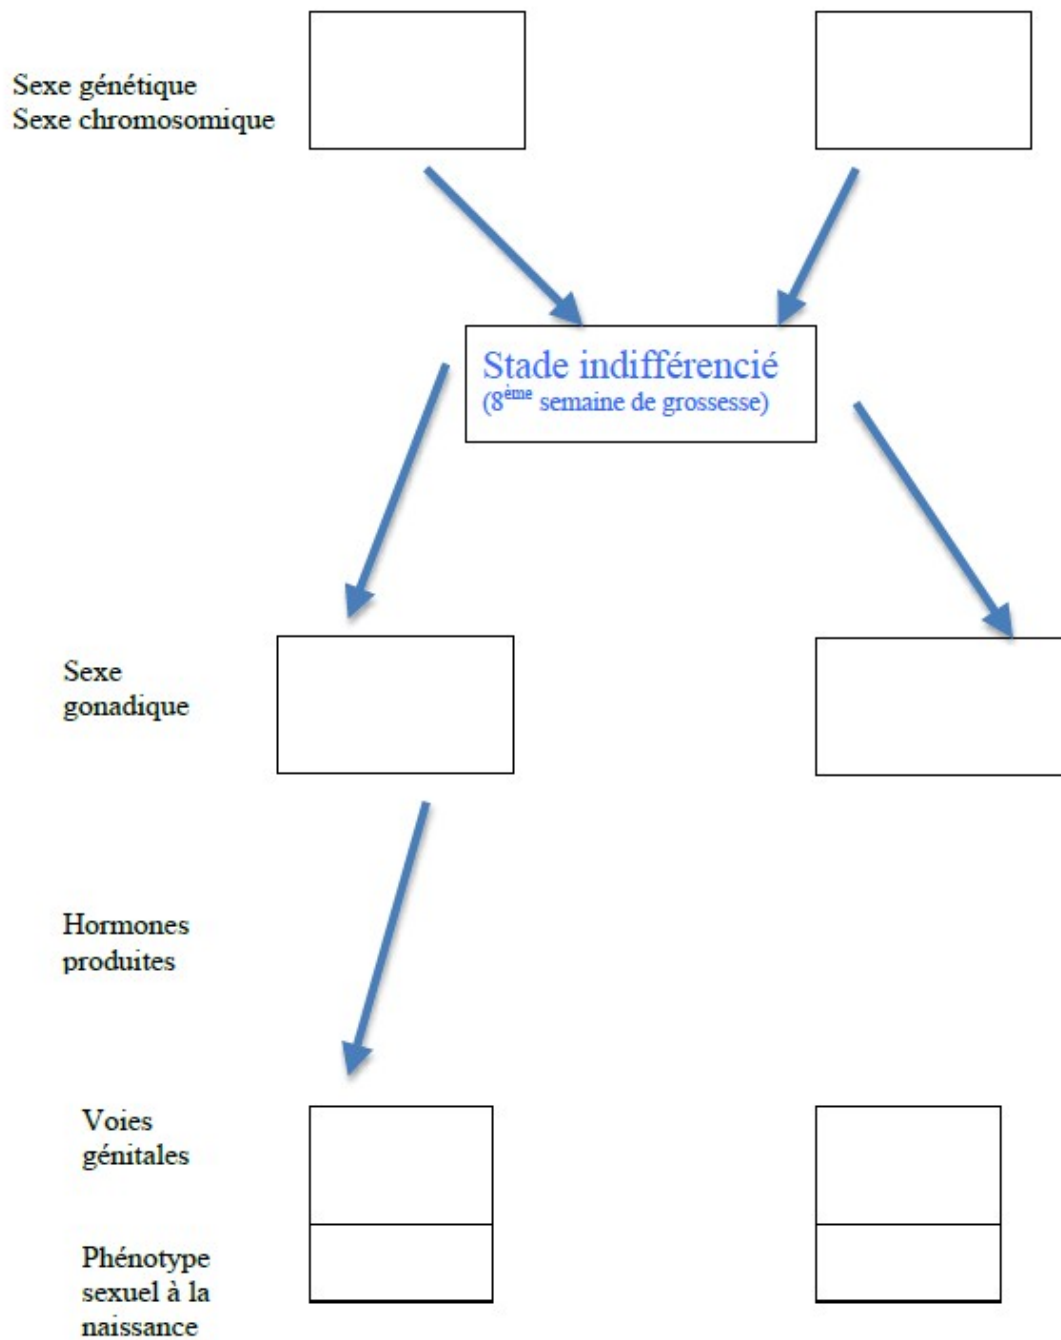 Sexe génétique
Sexe chromosomique
Stade indifférencié
(8ème semaine de grossesse)
Sexe
gonadique
Hormones
produites
Voies
génitales
Phénotype
sexuel à la
naissance